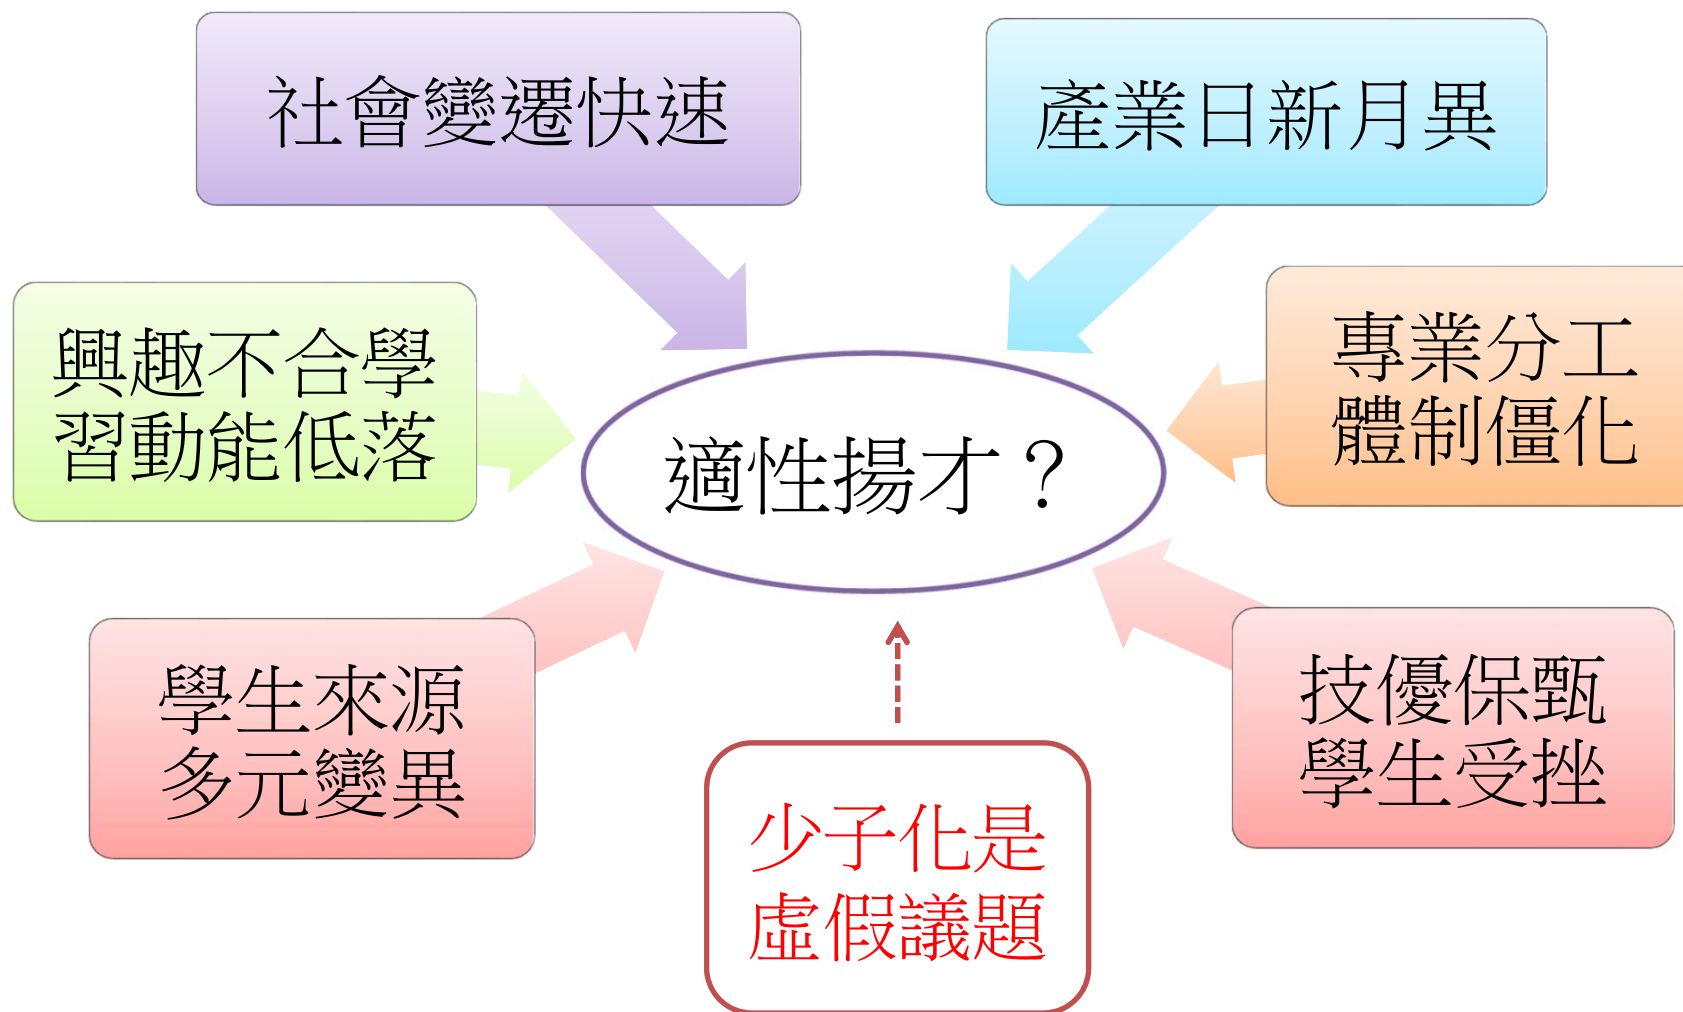 社會變遷快速
產業日新月異
興趣不合學
習動能低落
專業分工
體制僵化
適性揚才？
學生來源
多元變異
技優保甄
學生受挫
少子化是
虛假議題